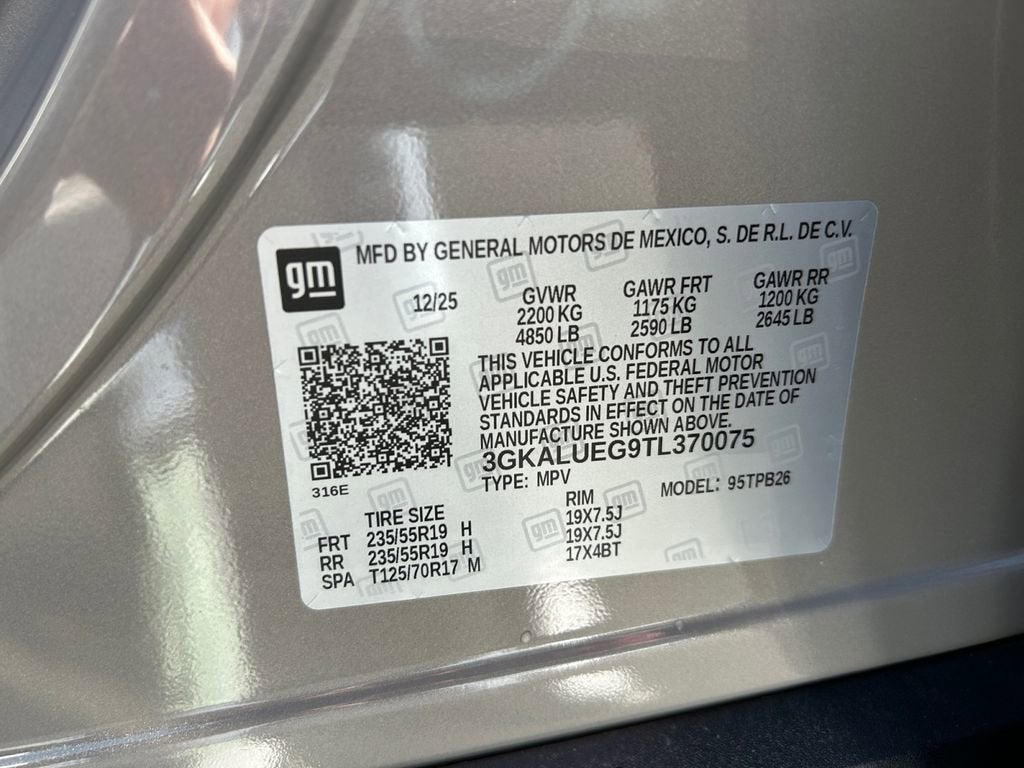 gm
MFD BY GENERAL MOTORS DE MEXICO, S. DE R.L. DE C.V.
12/25
GVWR GAWR FRT GAWR RR
2200 KG 1175 KG 1200 KG
4850 LB 2590 LB 2645 LB
THIS VEHICLE CONFORMS TO ALL
APPLICABLE U.S. FEDERAL MOTOR
VEHICLE SAFETY AND THEFT PREVENTION
STANDARDS IN EFFECT ON THE DATE OF
MANUFACTURE SHOWN ABOVE.
3GKALUEG9TL370075
TYPE: MPV MODEL: 95TPB26
316E
TIRE SIZE RIM
FRT 235/55R19 H 19X7.5J
RR 235/55R19 H 19X7.5J
SPA T125/70R17 M 17X4BT